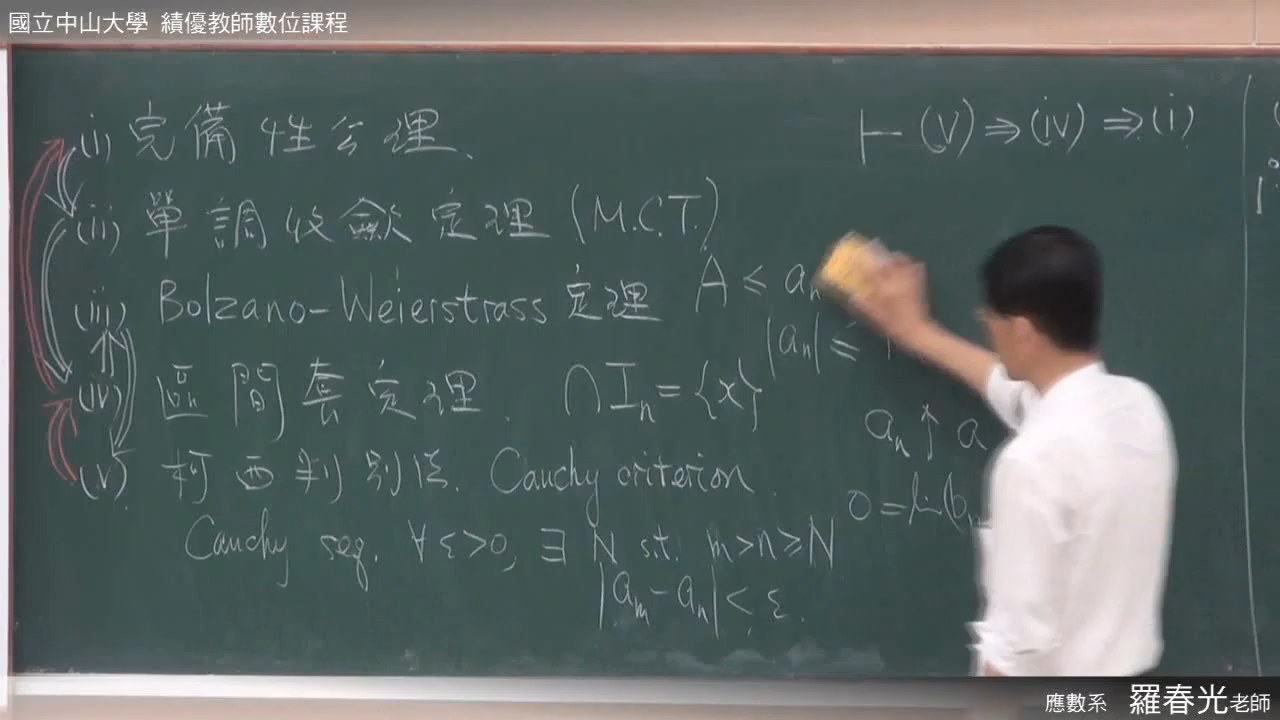 國立中山大學 績優教師數位課程
(i) 完備性公理.
(ii) 單調收歛定理 (M.C.T.)
(iii) Bolzano-Weierstrass 定理
(iv) 區間套定理. ∩Iₙ = {x}
(v) 柯西判別法. Cauchy criterion.
Cauchy seq. ∀ε>0, ∃ N s.t. m>n≥N
|aₘ-aₙ| < ε.
⊢ (v) ⇒ (iv) ⇒ (i)
A ≤ aₙ
|aₙ| ≤
aₙ ↑ a
0 = lim(bₙ
應數系 羅春光老師